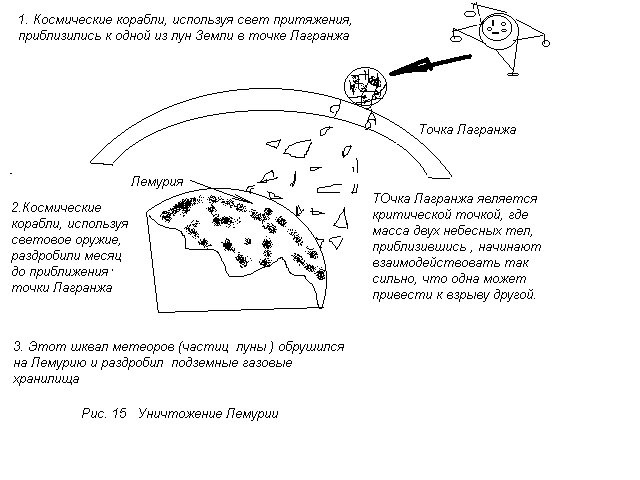 1. Космические корабли, используя свет притяжения,
приблизились к одной из лун Земли в точке Лагранжа
Точка Лагранжа
Лемурия
2.Космические
корабли, используя
световое оружие,
раздробили месяц
до приближения
точки Лагранжа
ТОчка Лагранжа является
критической точкой, где
масса двух небесных тел,
приблизившись , начинают
взаимодействовать так
сильно, что одна может
привести к взрыву другой.
3. Этот шквал метеоров (частиц луны ) обрушился
на Лемурию и раздробил подземные газовые
хранилища
Рис. 15 Уничтожение Лемурии